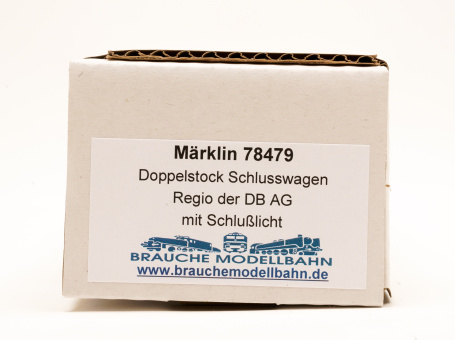 Märklin 78479
Doppelstock Schlusswagen
Regio der DB AG
mit Schlußlicht
BRAUCHE MODELLBAHN
www.brauchemodellbahn.de